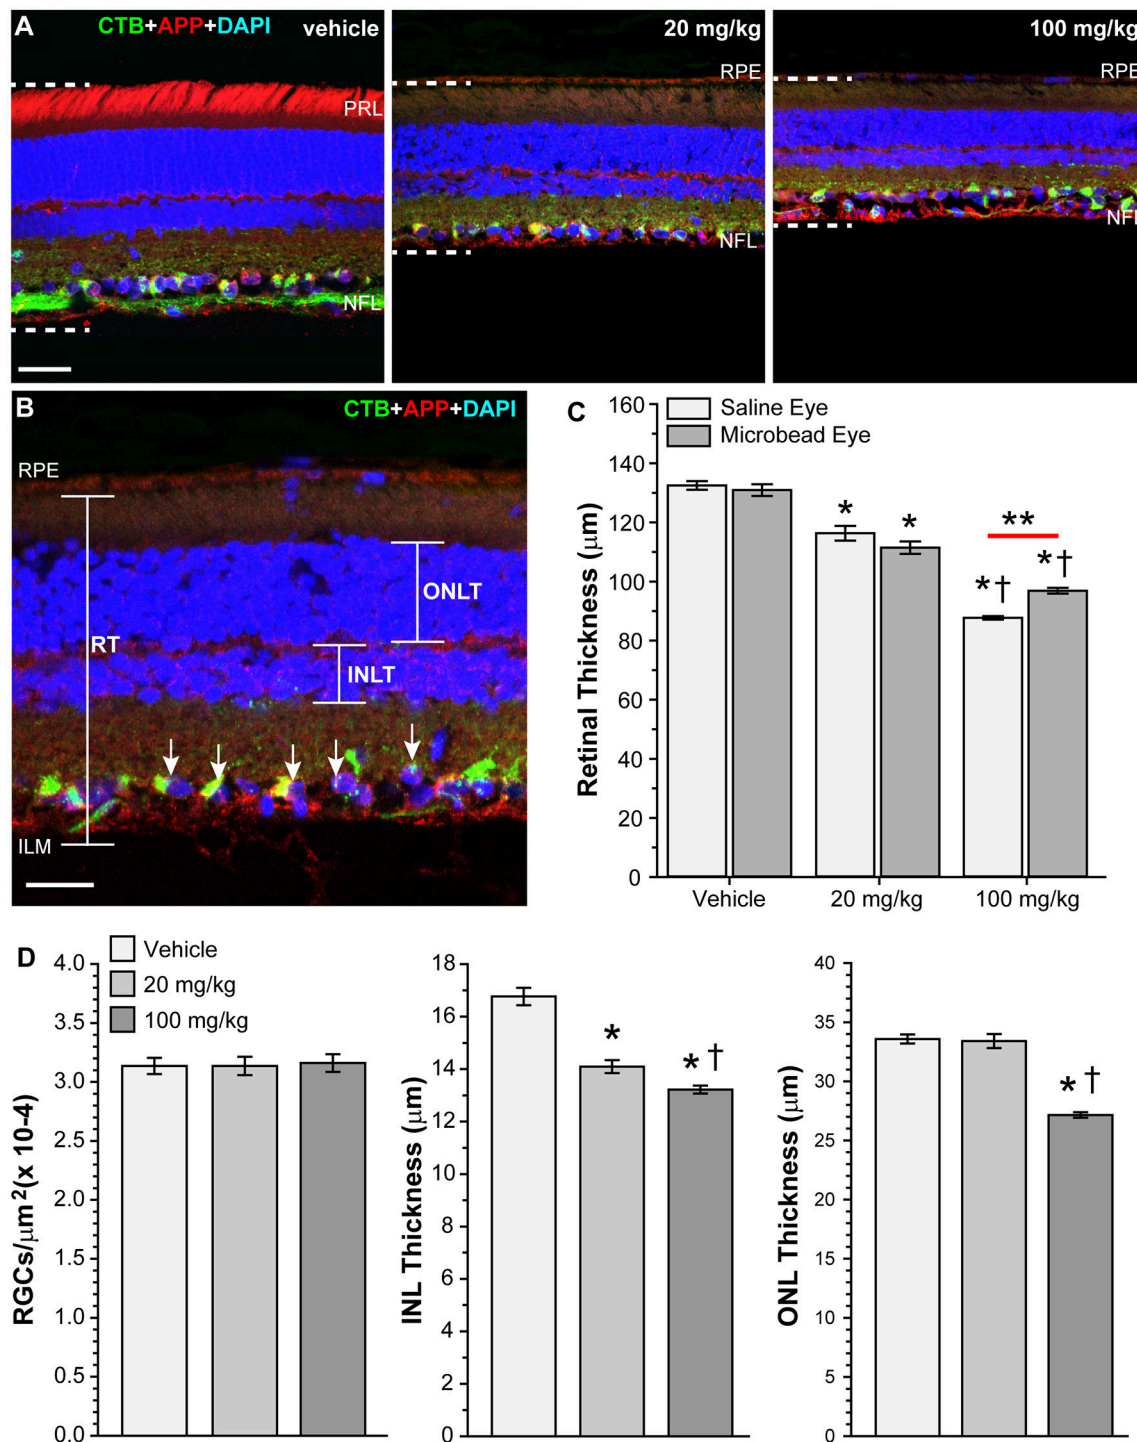 A
CTB+APP+DAPI vehicle
PRL
NFL
20 mg/kg
RPE
NFL
100 mg/kg
RPE
NFL
B
CTB+APP+DAPI
RPE
ONLT
RT
INLT
ILM
C
Saline Eye
Microbead Eye
Retinal Thickness (μm)
160
140
120
100
80
60
40
20
0
*
*
**
*†
*†
Vehicle 20 mg/kg 100 mg/kg
D
Vehicle
20 mg/kg
100 mg/kg
RGCs/μm²(x 10-4)
4.0
3.5
3.0
2.5
2.0
1.5
1.0
0.5
0.0
INL Thickness (μm)
18
16
14
12
10
8
6
4
2
0
*
*†
ONL Thickness (μm)
40
35
33
30
25
20
15
10
5
0
*†